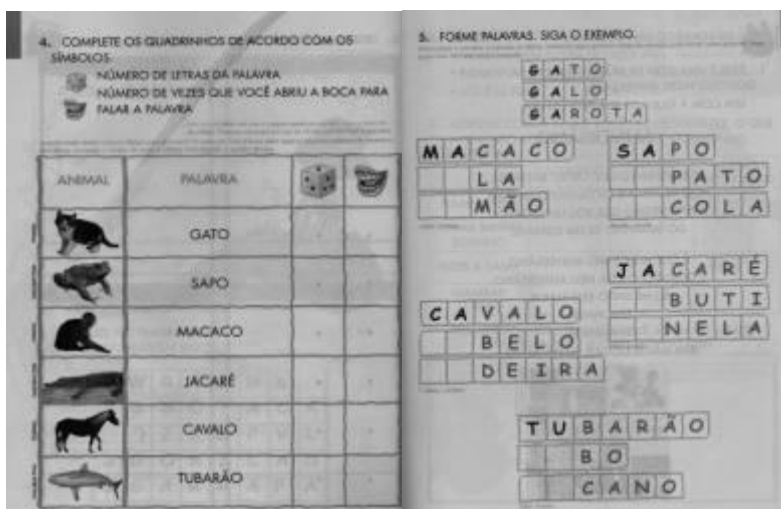 4. COMPLETE OS QUADRINHOS DE ACORDO COM OS
SÍMBOLOS.
NÚMERO DE LETRAS DA PALAVRA
NÚMERO DE VEZES QUE VOCÊ ABRIU A BOCA PARA
FALAR A PALAVRA
ANIMAL PALAVRA
GATO
SAPO
MACACO
JACARÉ
CAVALO
TUBARÃO
5. FORME PALAVRAS. SIGA O EXEMPLO.
GATO
GALO
GAROTA
MACACO
LA
MÃO
SAPO
PATO
COLA
JACARÉ
BUTI
NELA
CAVALO
BELO
DEIRA
TUBARÃO
BO
CANO